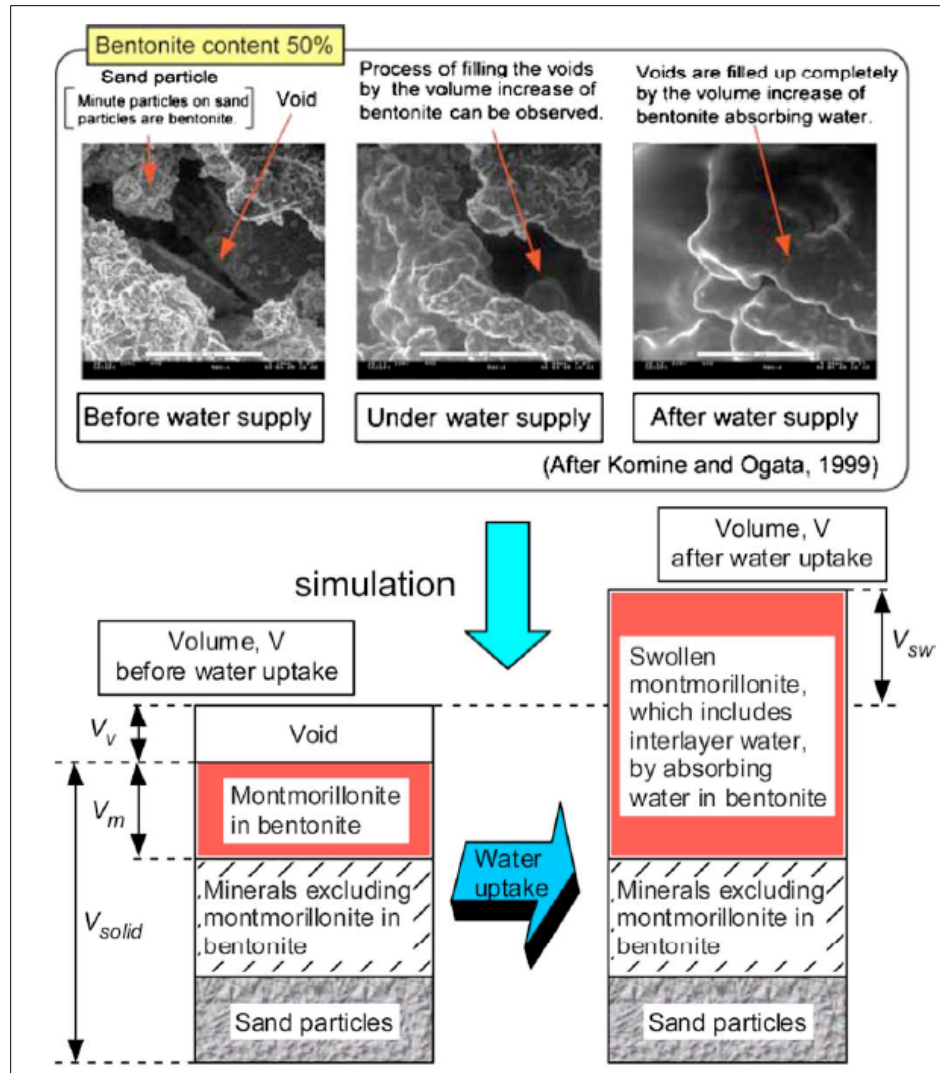 Bentonite content 50%
Sand particle
Minute particles on sand
particles are bentonite.
Void
Process of filling the voids
by the volume increase of
bentonite can be observed.
Voids are filled up completely
by the volume increase of
bentonite absorbing water.
Before water supply
Under water supply
After water supply
(After Komine and Ogata, 1999)
simulation
Volume, V
before water uptake
Volume, V
after water uptake
Vv
Vm
Vsolid
Void
Montmorillonite
in bentonite
Minerals excluding
montmorillonite in
bentonite
Sand particles
Water
uptake
Vsw
Swollen
montmorillonite,
which includes
interlayer water,
by absorbing
water in bentonite
Minerals excluding
montmorillonite in
bentonite
Sand particles